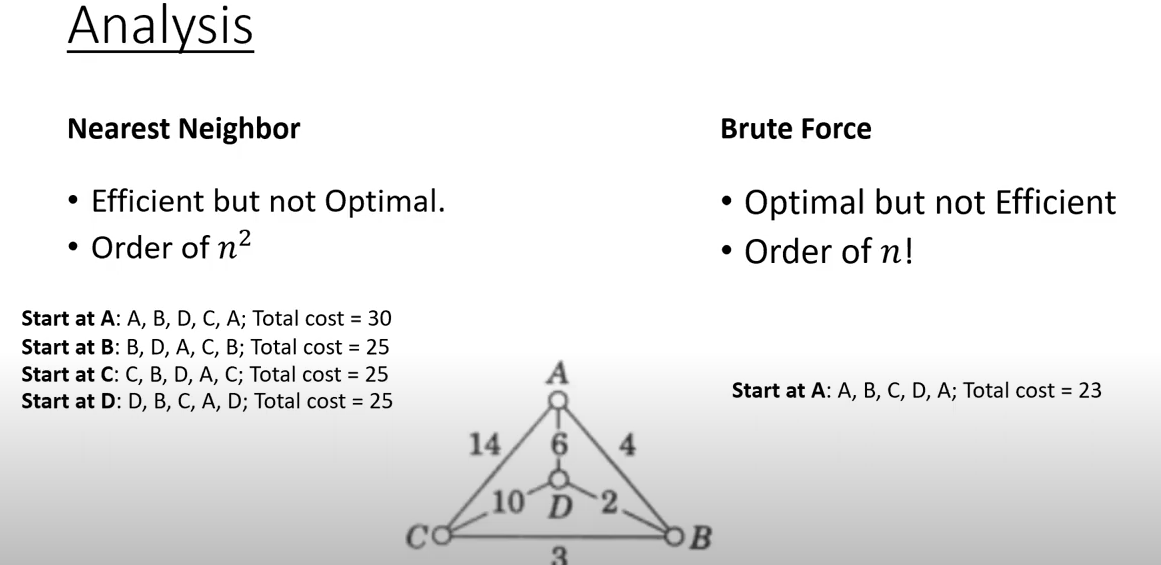 Analysis
Nearest Neighbor
• Efficient but not Optimal.
• Order of n²
Start at A: A, B, D, C, A; Total cost = 30
Start at B: B, D, A, C, B; Total cost = 25
Start at C: C, B, D, A, C; Total cost = 25
Start at D: D, B, C, A, D; Total cost = 25
Brute Force
• Optimal but not Efficient
• Order of n!
Start at A: A, B, C, D, A; Total cost = 23
A
14 6 4
10 D 2
C B
3